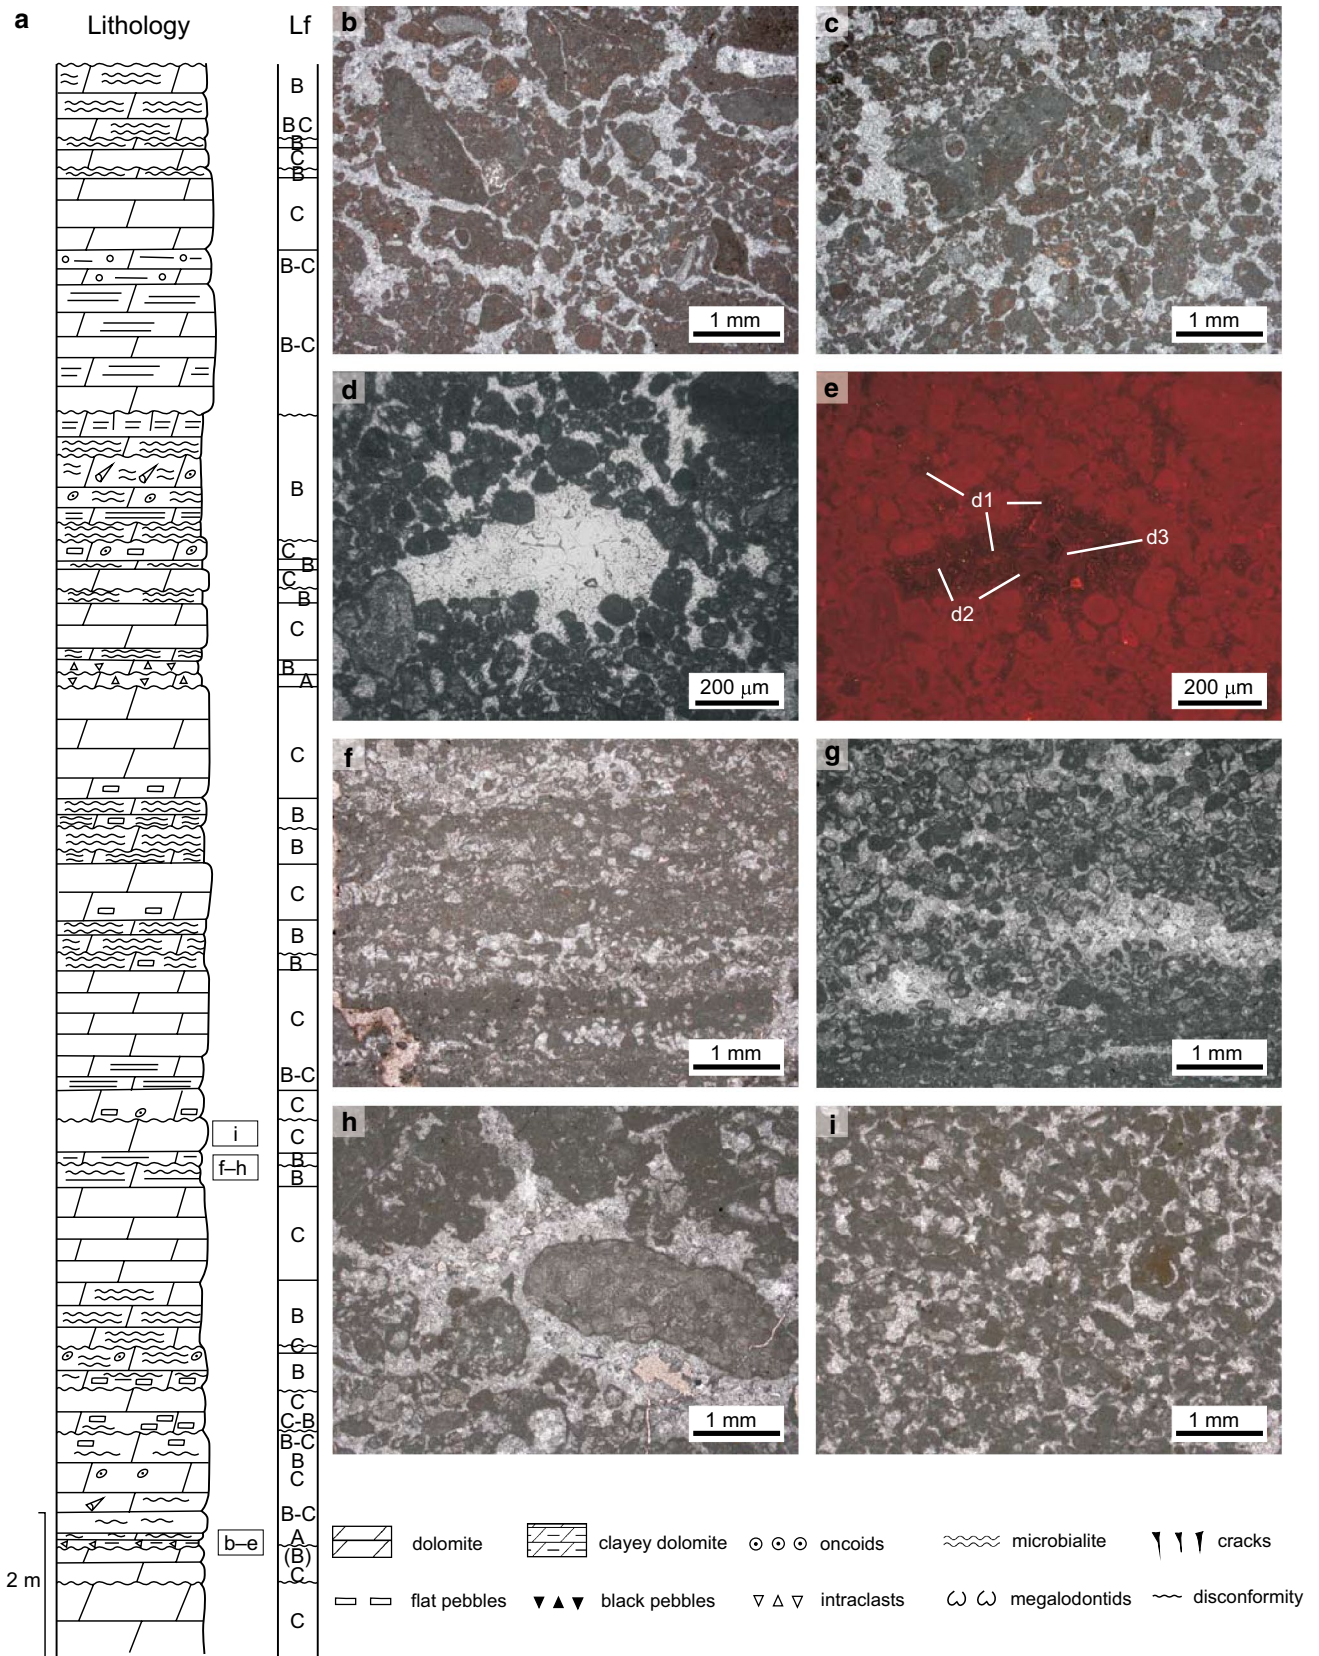 a
Lithology
Lf
B
B C
B
C
B
C
B-C
B-C
B
C
B
C
B
C
B
A
C
B
B
C
B
B
C
B-C
C
C
B
B
C
B
C
B
C
C-B
B-C
B
C
B-C
A
(B)
C
C
i
f–h
b–e
2 m
b
1 mm
c
1 mm
d
200 µm
e
d1
d2
d3
200 µm
f
1 mm
g
1 mm
h
1 mm
i
1 mm
dolomite
clayey dolomite
oncoids
microbialite
cracks
flat pebbles
black pebbles
intraclasts
megalodontids
disconformity